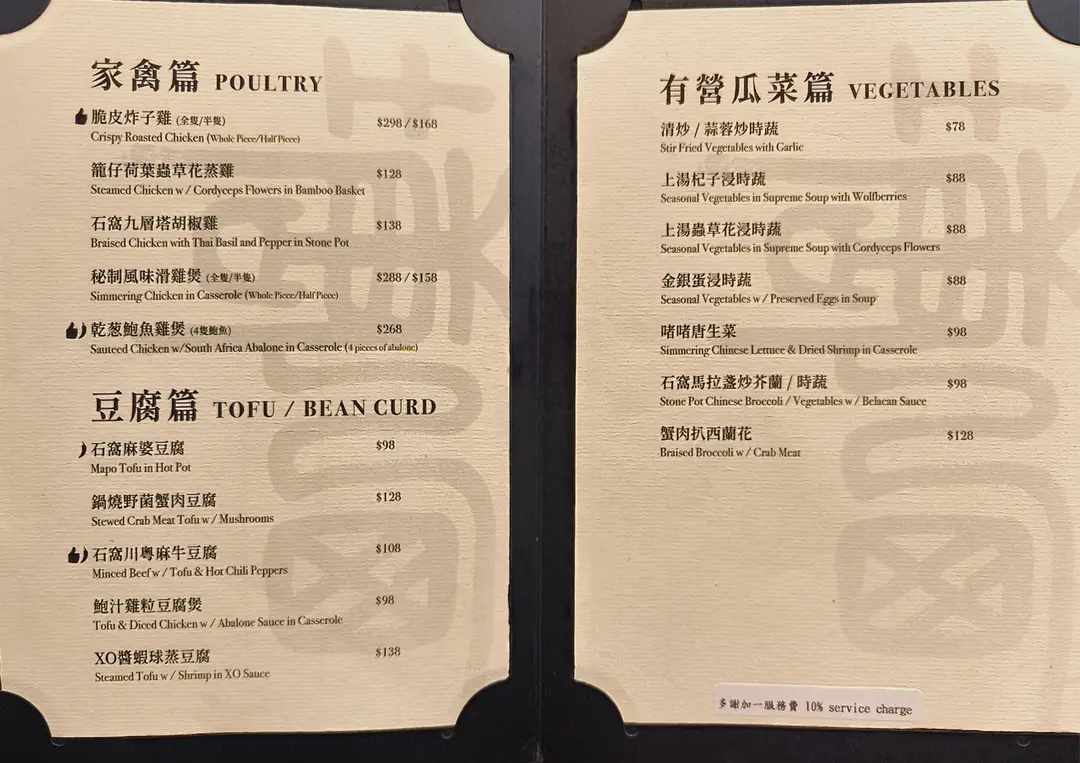 家禽篇 POULTRY
脆皮炸子雞 (全隻/半隻) $298 / $168
Crispy Roasted Chicken (Whole Piece/Half Piece)
籠仔荷葉蟲草花蒸雞 $128
Steamed Chicken w / Cordyceps Flowers in Bamboo Basket
石窩九層塔胡椒雞 $138
Braised Chicken with Thai Basil and Pepper in Stone Pot
秘制風味滑雞煲 (全隻/半隻) $288 / $158
Simmering Chicken in Casserole (Whole Piece/Half Piece)
乾葱鮑魚雞煲 (4隻鮑魚) $268
Sauteed Chicken w/South Africa Abalone in Casserole (4 pieces of abalone)
豆腐篇 TOFU / BEAN CURD
石窩麻婆豆腐 $98
Mapo Tofu in Hot Pot
鍋燒野菌蟹肉豆腐 $128
Stewed Crab Meat Tofu w / Mushrooms
石窩川粵麻牛豆腐 $108
Minced Beef w / Tofu & Hot Chili Peppers
鮑汁雞粒豆腐煲 $98
Tofu & Diced Chicken w / Abalone Sauce in Casserole
XO醬蝦球蒸豆腐 $138
Steamed Tofu w / Shrimp in XO Sauce
有營瓜菜篇 VEGETABLES
清炒 / 蒜蓉炒時蔬 $78
Stir Fried Vegetables with Garlic
上湯杞子浸時蔬 $88
Seasonal Vegetables in Supreme Soup with Wolfberries
上湯蟲草花浸時蔬 $88
Seasonal Vegetables in Supreme Soup with Cordyceps Flowers
金銀蛋浸時蔬 $88
Seasonal Vegetables w / Preserved Eggs in Soup
啫啫唐生菜 $98
Simmering Chinese Lettuce & Dried Shrimp in Casserole
石窩馬拉盞炒芥蘭 / 時蔬 $98
Stone Pot Chinese Broccoli / Vegetables w / Belacan Sauce
蟹肉扒西蘭花 $128
Braised Broccoli w / Crab Meat
多謝加一服務費 10% service charge